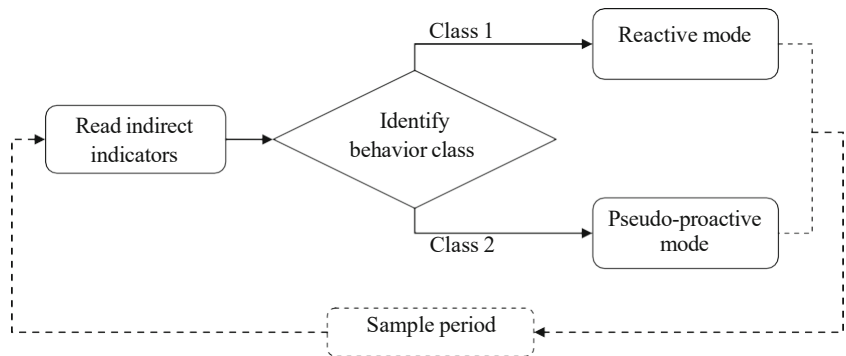 Class 1
Reactive mode
Read indirect
indicators
Identify
behavior class
Pseudo-proactive
mode
Class 2
Sample period